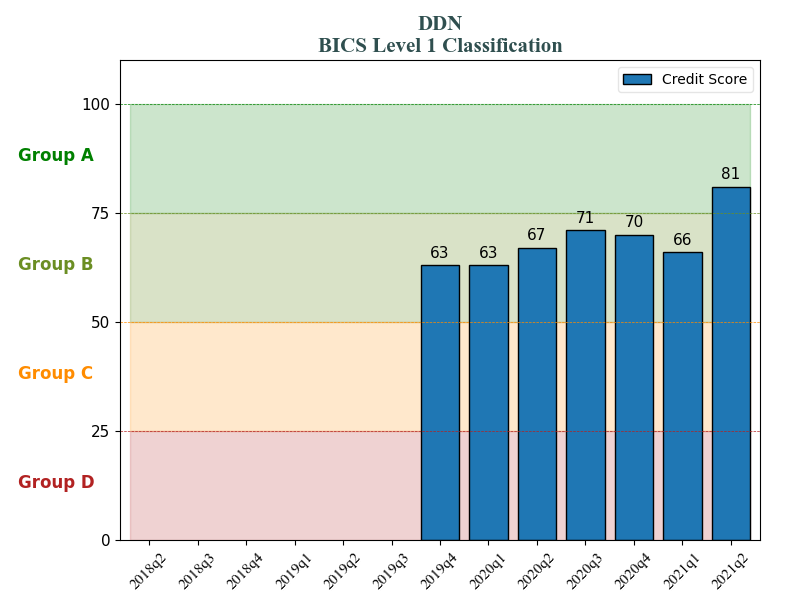 DDN
BICS Level 1 Classification
Credit Score
100
Group A
81
75
71
70
67
66
63
63
Group B
50
Group C
25
Group D
0
2018q2
2018q3
2018q4
2019q1
2019q2
2019q3
2019q4
2020q1
2020q2
2020q3
2020q4
2021q1
2021q2